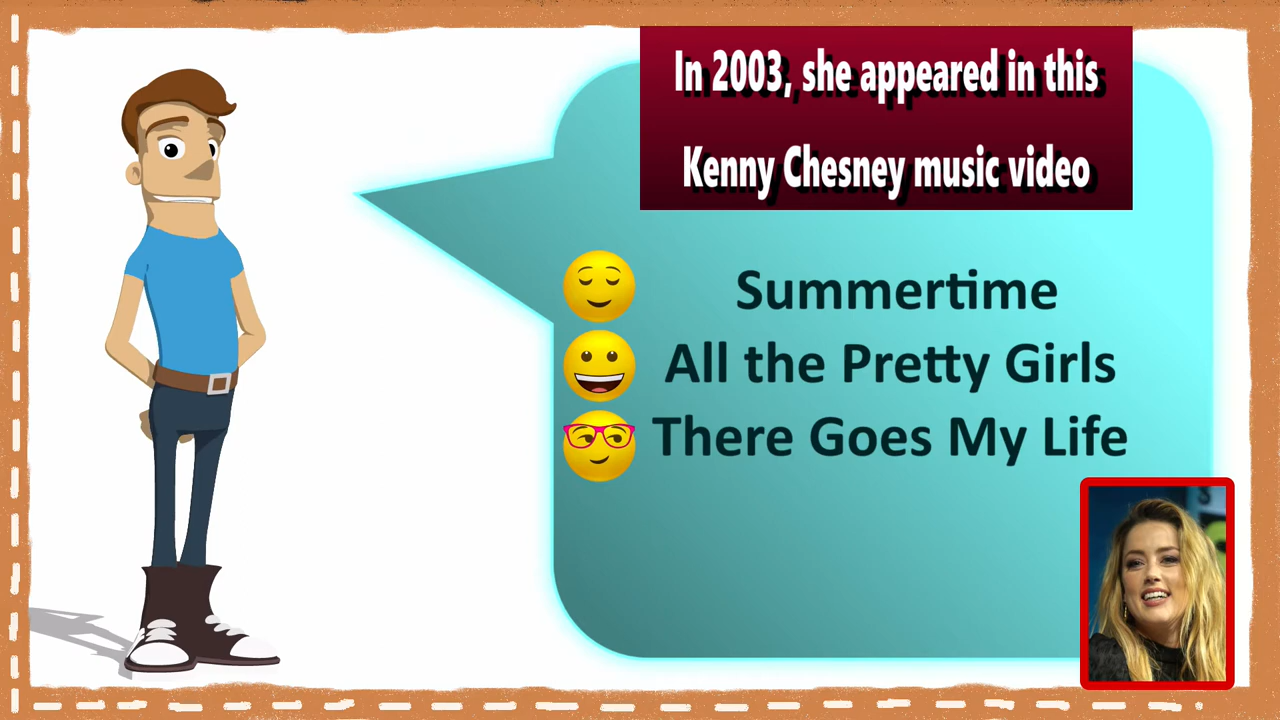 In 2003, she appeared in this
Kenny Chesney music video
Summertime
All the Pretty Girls
There Goes My Life